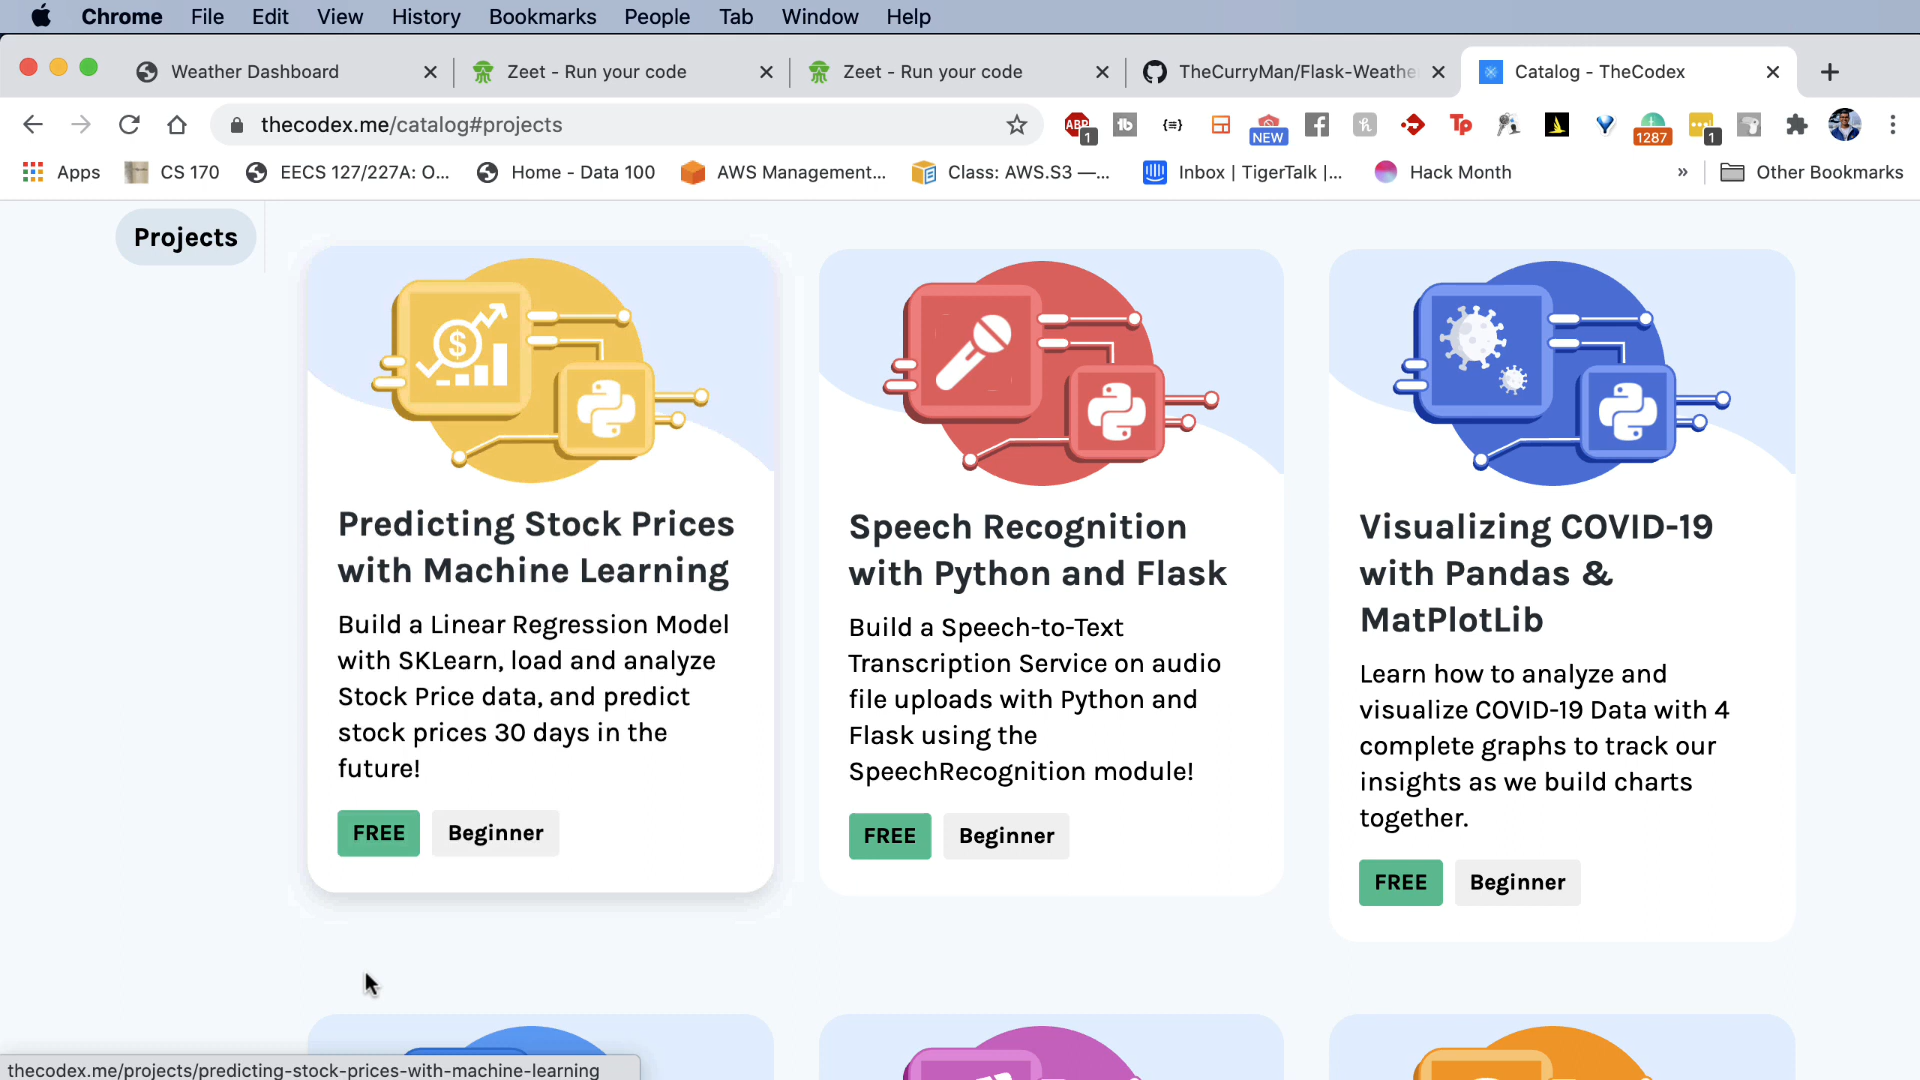 Chrome File Edit View History Bookmarks People Tab Window Help
Weather Dashboard Zeet - Run your code Zeet - Run your code TheCurryMan/Flask-Weathe Catalog - TheCodex
thecodex.me/catalog#projects
ABP 1 tb {≡} NEW h Tp 1287 1
Apps CS 170 EECS 127/227A: O... Home - Data 100 AWS Management... Class: AWS.S3 —... Inbox | TigerTalk |... Hack Month » Other Bookmarks
Projects
Predicting Stock Prices
with Machine Learning
Build a Linear Regression Model
with SKLearn, load and analyze
Stock Price data, and predict
stock prices 30 days in the
future!
FREE Beginner
Speech Recognition
with Python and Flask
Build a Speech-to-Text
Transcription Service on audio
file uploads with Python and
Flask using the
SpeechRecognition module!
FREE Beginner
Visualizing COVID-19
with Pandas &
MatPlotLib
Learn how to analyze and
visualize COVID-19 Data with 4
complete graphs to track our
insights as we build charts
together.
FREE Beginner
thecodex.me/projects/predicting-stock-prices-with-machine-learning